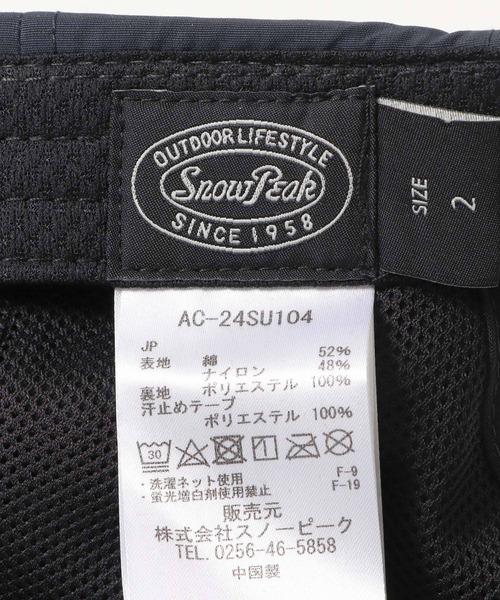 OUTDOOR LIFESTYLE
Snow Peak
SINCE 1958
SIZE 2
AC-24SU104
JP
表地 綿 52%
ナイロン 48%
裏地 ポリエステル 100%
汗止めテープ
ポリエステル 100%
30
・洗濯ネット使用 F-9
・蛍光増白剤使用禁止 F-19
販売元
株式会社スノーピーク
TEL. 0256-46-5858
中国製